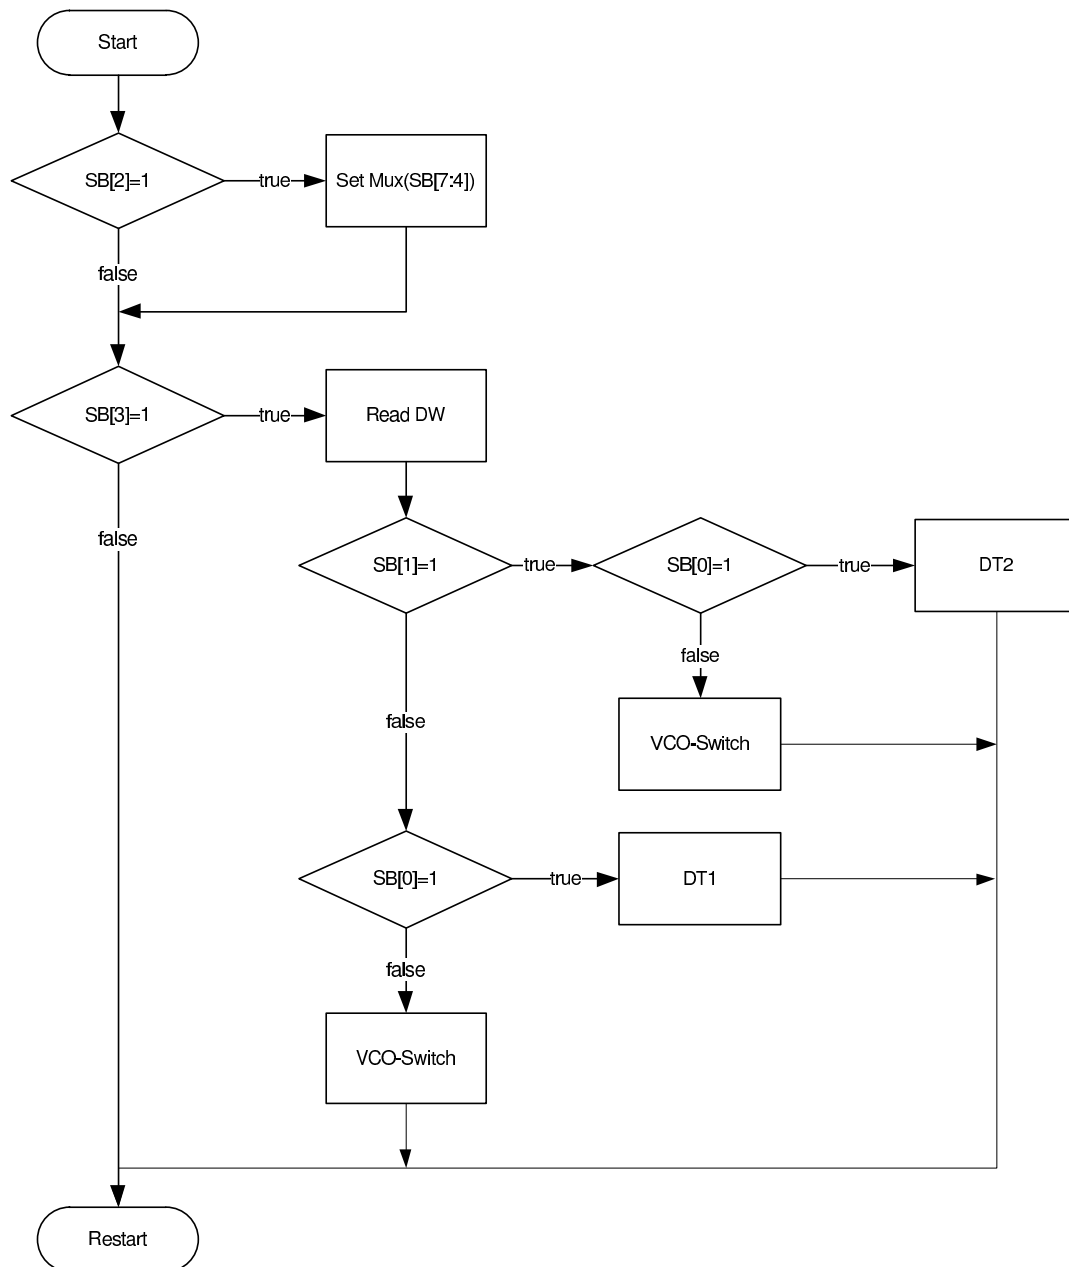 Start
SB[2]=1
true
Set Mux(SB[7:4])
false
SB[3]=1
true
Read DW
false
SB[1]=1
true
SB[0]=1
true
DT2
false
VCO-Switch
false
SB[0]=1
true
DT1
false
VCO-Switch
Restart